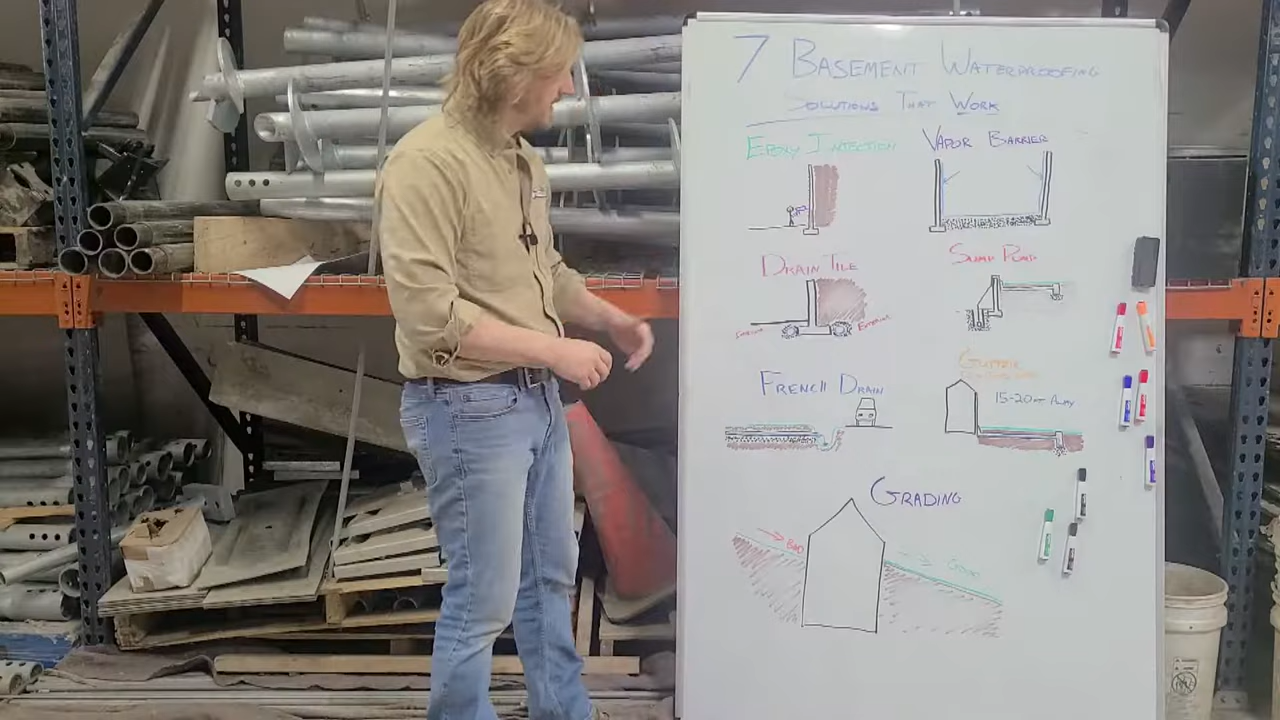 7 BASEMENT WATERPROOFING
SOLUTIONS THAT WORK
EPOXY INJECTION
VAPOR BARRIER
DRAIN TILE
SUMP PUMP
EXTERIOR
FRENCH DRAIN
GUTTER
15-20FT AWAY
GRADING
BAD
GOOD